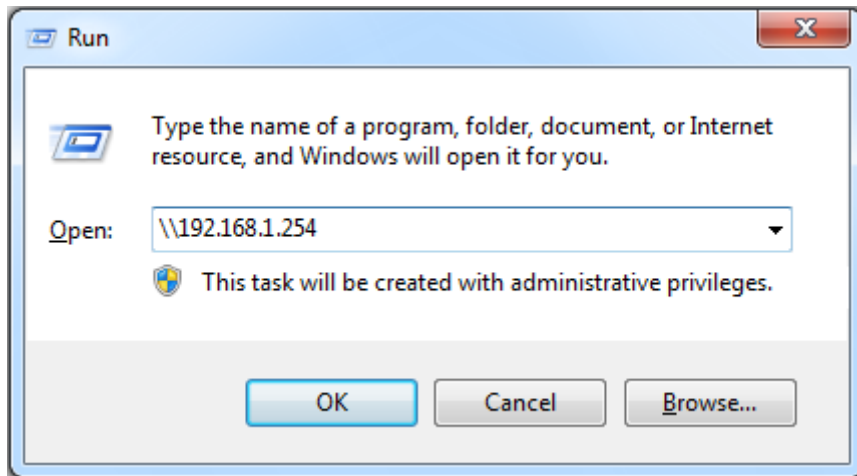 Run
Type the name of a program, folder, document, or Internet
resource, and Windows will open it for you.
Open: \\192.168.1.254
This task will be created with administrative privileges.
OK Cancel Browse...